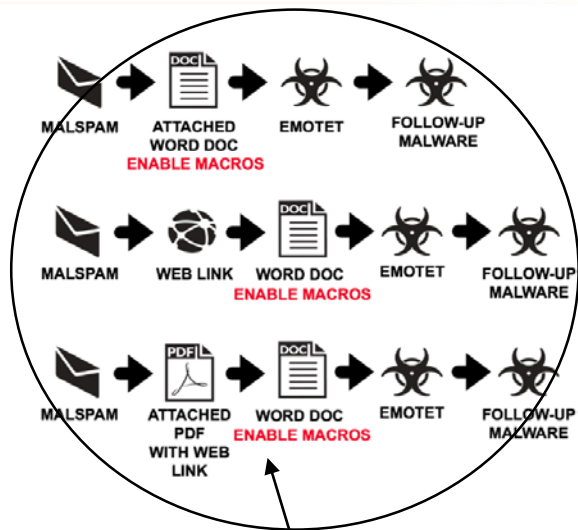 DOC
MALSPAM ATTACHED WORD DOC ENABLE MACROS EMOTET FOLLOW-UP MALWARE
DOC
MALSPAM WEB LINK WORD DOC ENABLE MACROS EMOTET FOLLOW-UP MALWARE
PDF DOC
MALSPAM ATTACHED PDF WITH WEB LINK WORD DOC ENABLE MACROS EMOTET FOLLOW-UP MALWARE